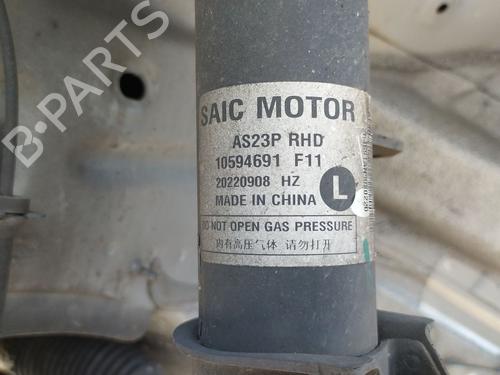 SAIC MOTOR
AS23P RHD
10594691 F11
20220908 HZ
L
MADE IN CHINA
DO NOT OPEN GAS PRESSURE
内有高压气体 请勿打开
B-PARTS